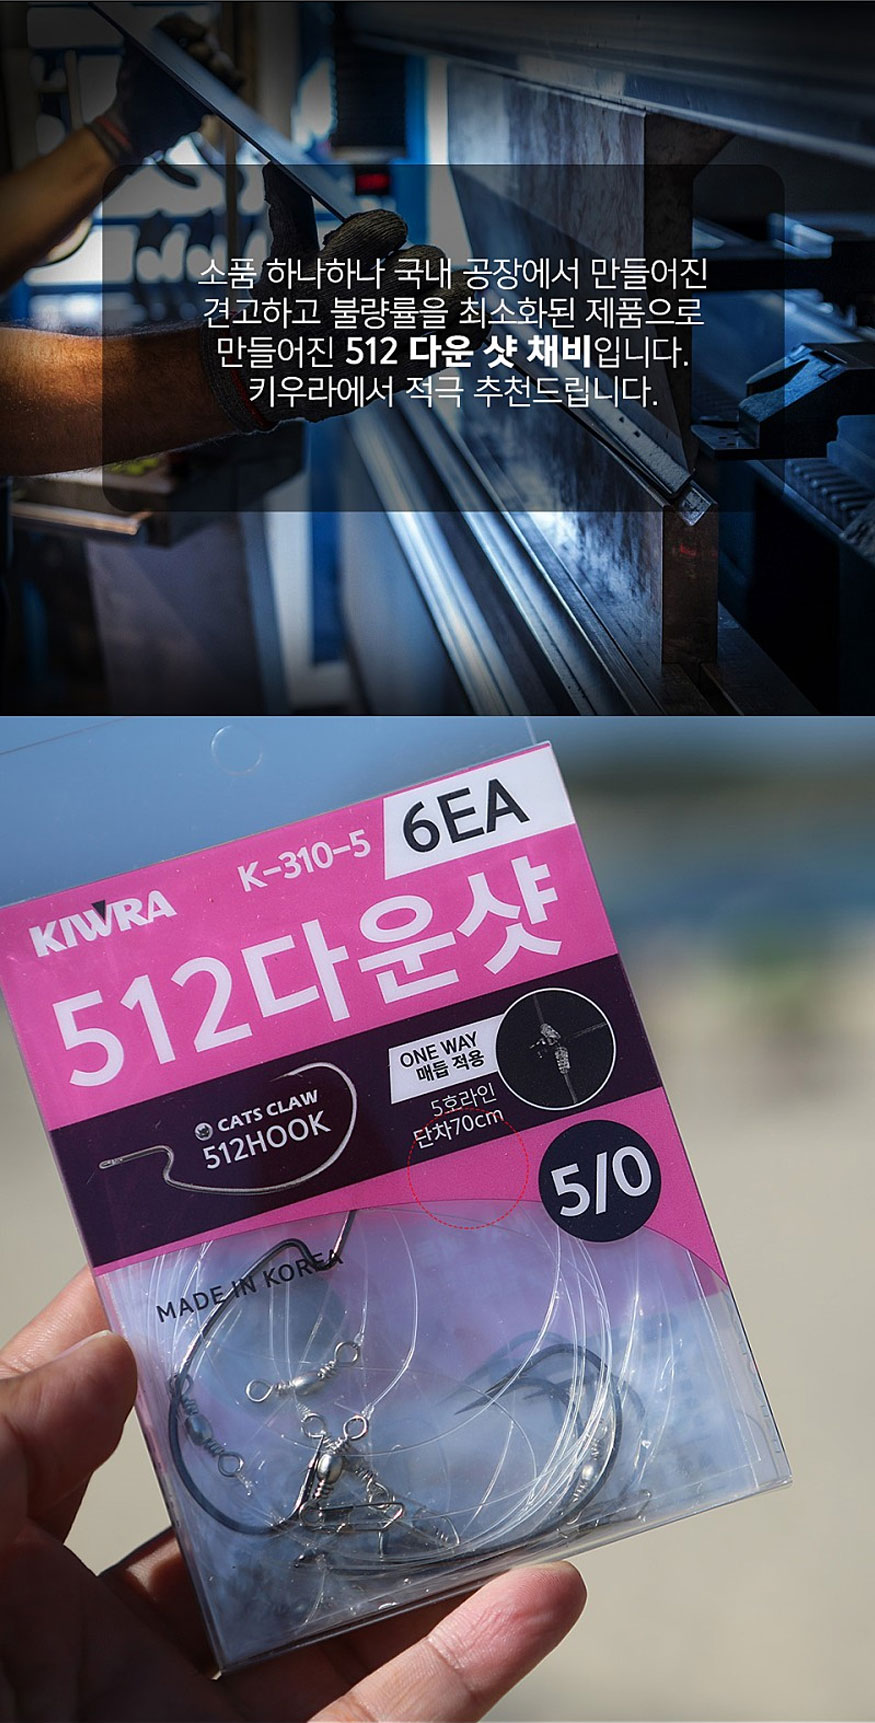 소품 하나하나 국내 공장에서 만들어진
견고하고 불량률을 최소화된 제품으로
만들어진 512 다운 샷 채비입니다.
키우라에서 적극 추천드립니다.
6EA
K-310-5
KIWRA
512다운샷
ONE WAY
매듭 적용
5호라인
단차70cm
CATS CLAW
512HOOK
5/0
MADE IN KOREA